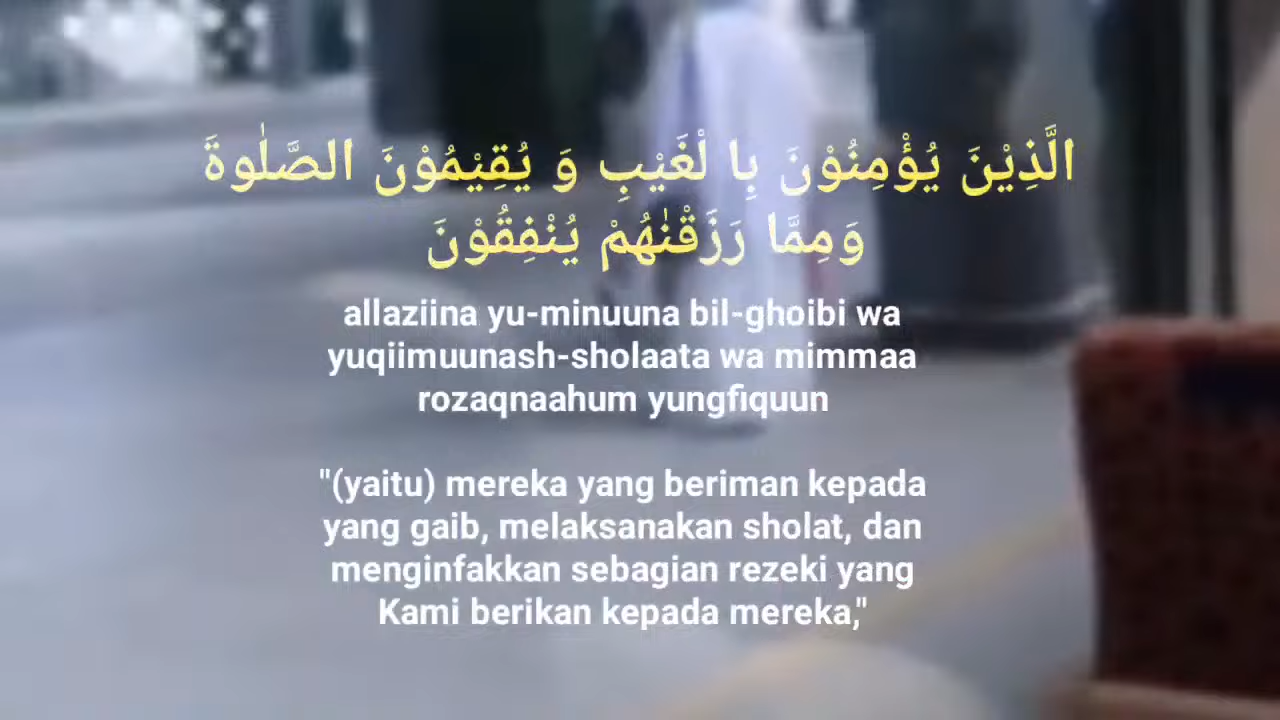 الَّذِيْنَ يُؤْمِنُوْنَ بِا لْغَيْبِ وَ يُقِيْمُوْنَ الصَّلٰوةَ
وَمِمَّا رَزَقْنٰهُمْ يُنْفِقُوْنَ
allaziina yu-minuuna bil-ghoibi wa
yuqiimuunash-sholaata wa mimmaa
rozaqnaahum yungfiquun
"(yaitu) mereka yang beriman kepada
yang gaib, melaksanakan sholat, dan
menginfakkan sebagian rezeki yang
Kami berikan kepada mereka,"